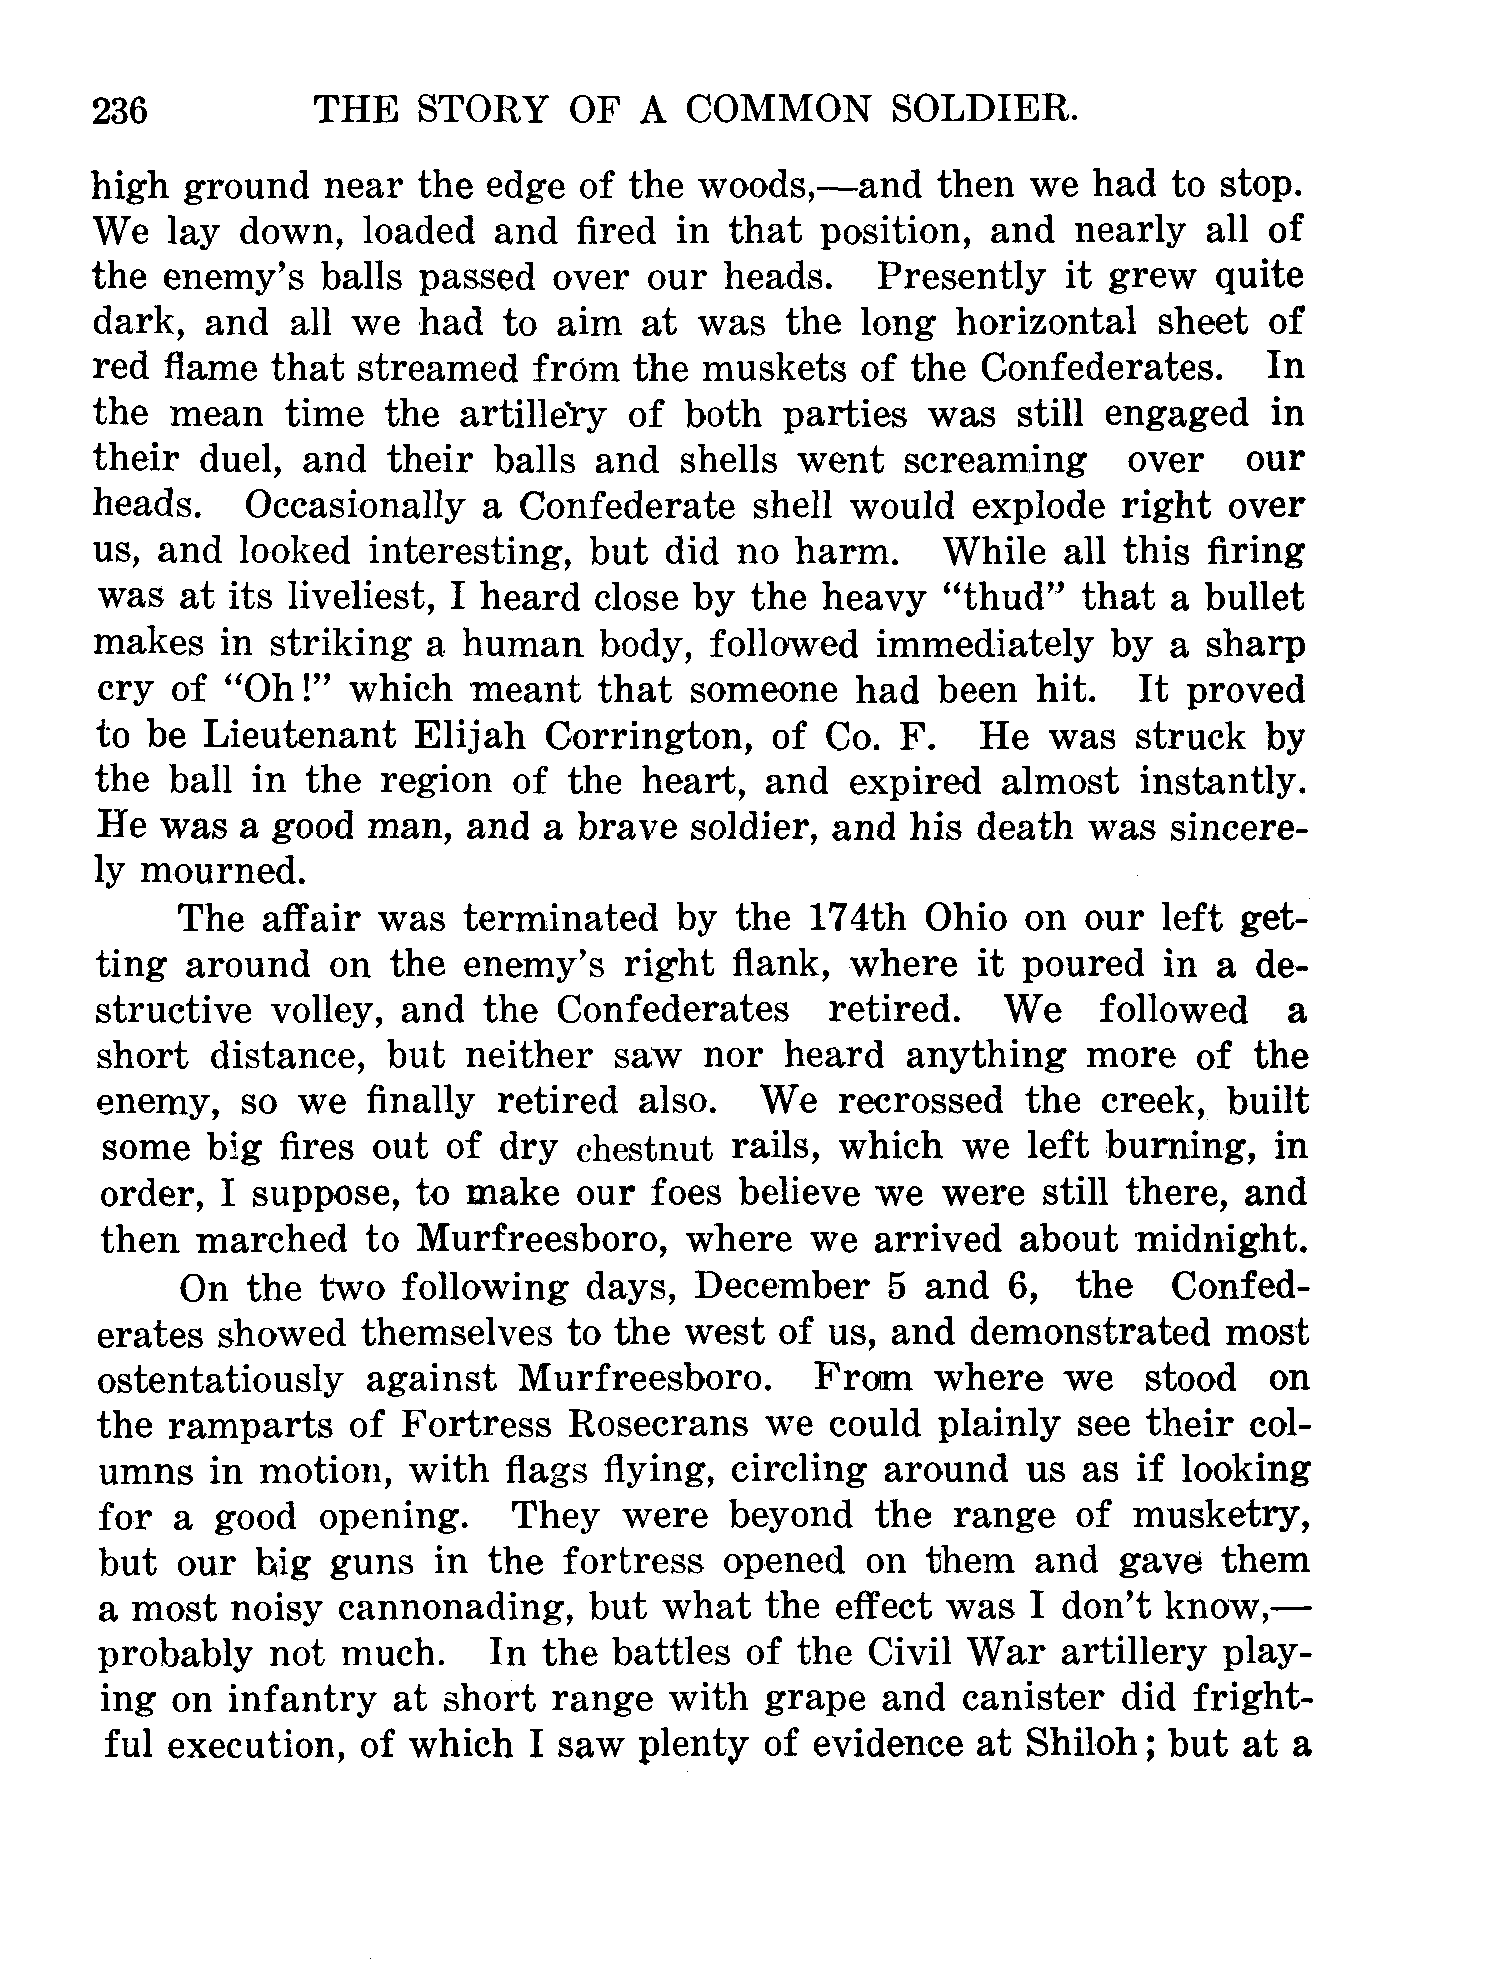 236 THE STORY OF A COMMON SOLDIER.
high ground near the edge of the woods,—and then we had to stop.
We lay down, loaded and fired in that position, and nearly all of
the enemy's balls passed over our heads. Presently it grew quite
dark, and all we had to aim at was the long horizontal sheet of
red flame that streamed from the muskets of the Confederates. In
the mean time the artillery of both parties was still engaged in
their duel, and their balls and shells went screaming over our
heads. Occasionally a Confederate shell would explode right over
us, and looked interesting, but did no harm. While all this firing
was at its liveliest, I heard close by the heavy “thud” that a bullet
makes in striking a human body, followed immediately by a sharp
cry of “Oh!” which meant that someone had been hit. It proved
to be Lieutenant Elijah Corrington, of Co. F. He was struck by
the ball in the region of the heart, and expired almost instantly.
He was a good man, and a brave soldier, and his death was sincere-
ly mourned.
The affair was terminated by the 174th Ohio on our left get-
ting around on the enemy's right flank, where it poured in a de-
structive volley, and the Confederates retired. We followed a
short distance, but neither saw nor heard anything more of the
enemy, so we finally retired also. We recrossed the creek, built
some big fires out of dry chestnut rails, which we left burning, in
order, I suppose, to make our foes believe we were still there, and
then marched to Murfreesboro, where we arrived about midnight.
On the two following days, December 5 and 6, the Confed-
erates showed themselves to the west of us, and demonstrated most
ostentatiously against Murfreesboro. From where we stood on
the ramparts of Fortress Rosecrans we could plainly see their col-
umns in motion, with flags flying, circling around us as if looking
for a good opening. They were beyond the range of musketry,
but our big guns in the fortress opened on them and gave them
a most noisy cannonading, but what the effect was I don't know,—
probably not much. In the battles of the Civil War artillery play-
ing on infantry at short range with grape and canister did fright-
ful execution, of which I saw plenty of evidence at Shiloh; but at a